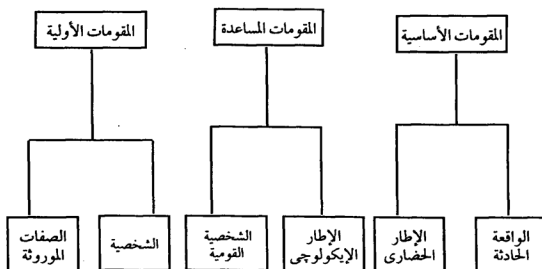 المقومات الأساسية
المقومات المساعدة
المقومات الأولية
الواقعة
الحادثة
الإطار
الحضارى
الإطار
الإيكولوجى
الشخصية
القومية
الشخصية
الصفات
الموروثة